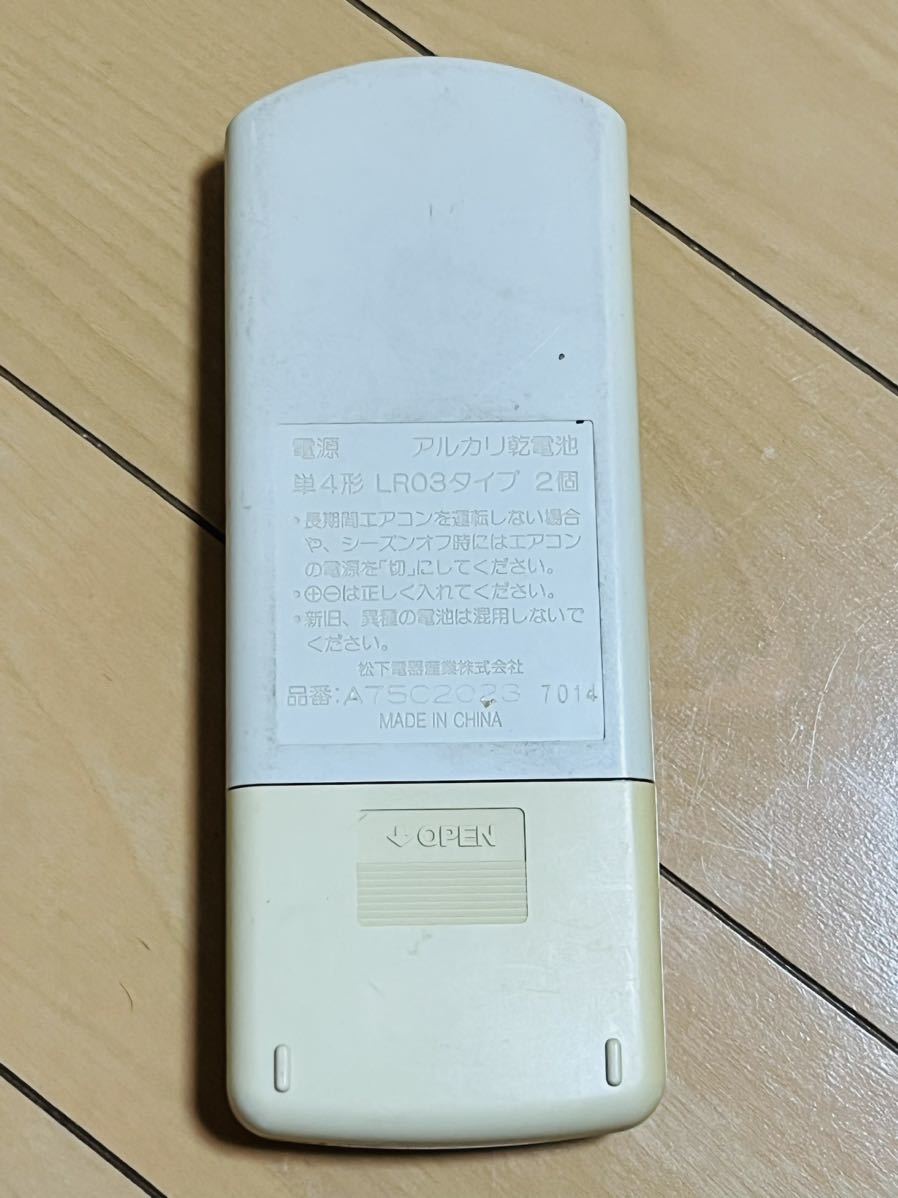 電源 アルカリ乾電池
単4形 LR03タイプ 2個
・長期間エアコンを運転しない場合
や、シーズンオフ時にはエアコン
の電源を「切」にしてください。
・⊕⊖は正しく入れてください。
・新旧、異種の電池は混用しないで
ください。
松下電器産業株式会社
品番:A75C2023 7014
MADE IN CHINA
OPEN